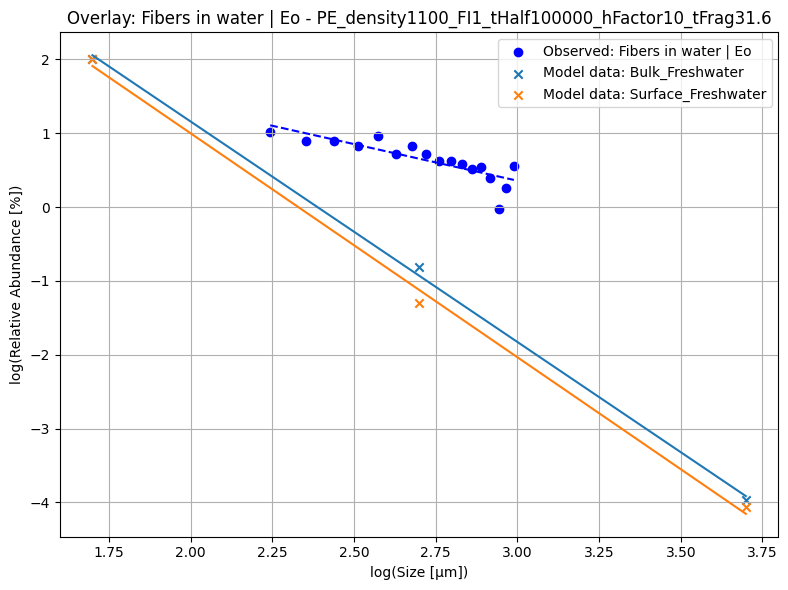 Overlay: Fibers in water | Eo - PE_density1100_FI1_tHalf100000_hFactor10_tFrag31.6
Observed: Fibers in water | Eo
Model data: Bulk_Freshwater
Model data: Surface_Freshwater
log(Relative Abundance [%])
2
1
0
−1
−2
−3
−4
1.75 2.00 2.25 2.50 2.75 3.00 3.25 3.50 3.75
log(Size [μm])